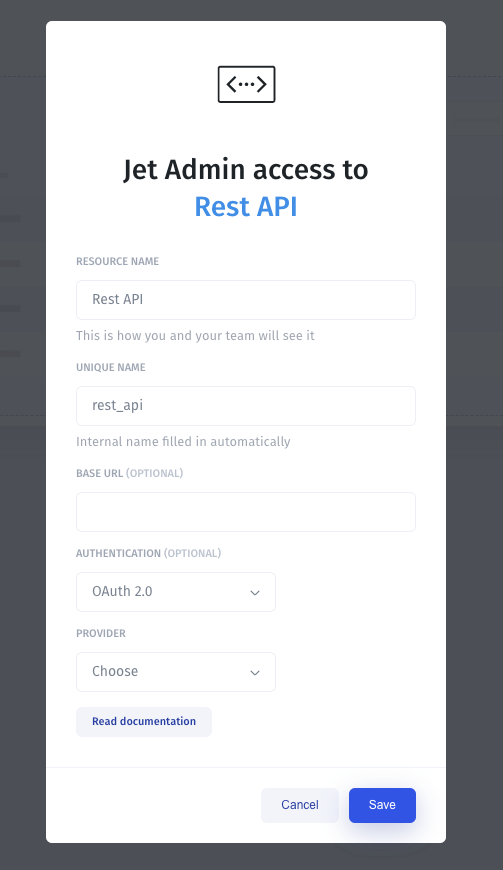 Jet Admin access to
Rest API
RESOURCE NAME
Rest API
This is how you and your team will see it
UNIQUE NAME
rest_api
Internal name filled in automatically
BASE URL (OPTIONAL)
AUTHENTICATION (OPTIONAL)
OAuth 2.0
PROVIDER
Choose
Read documentation
Cancel
Save